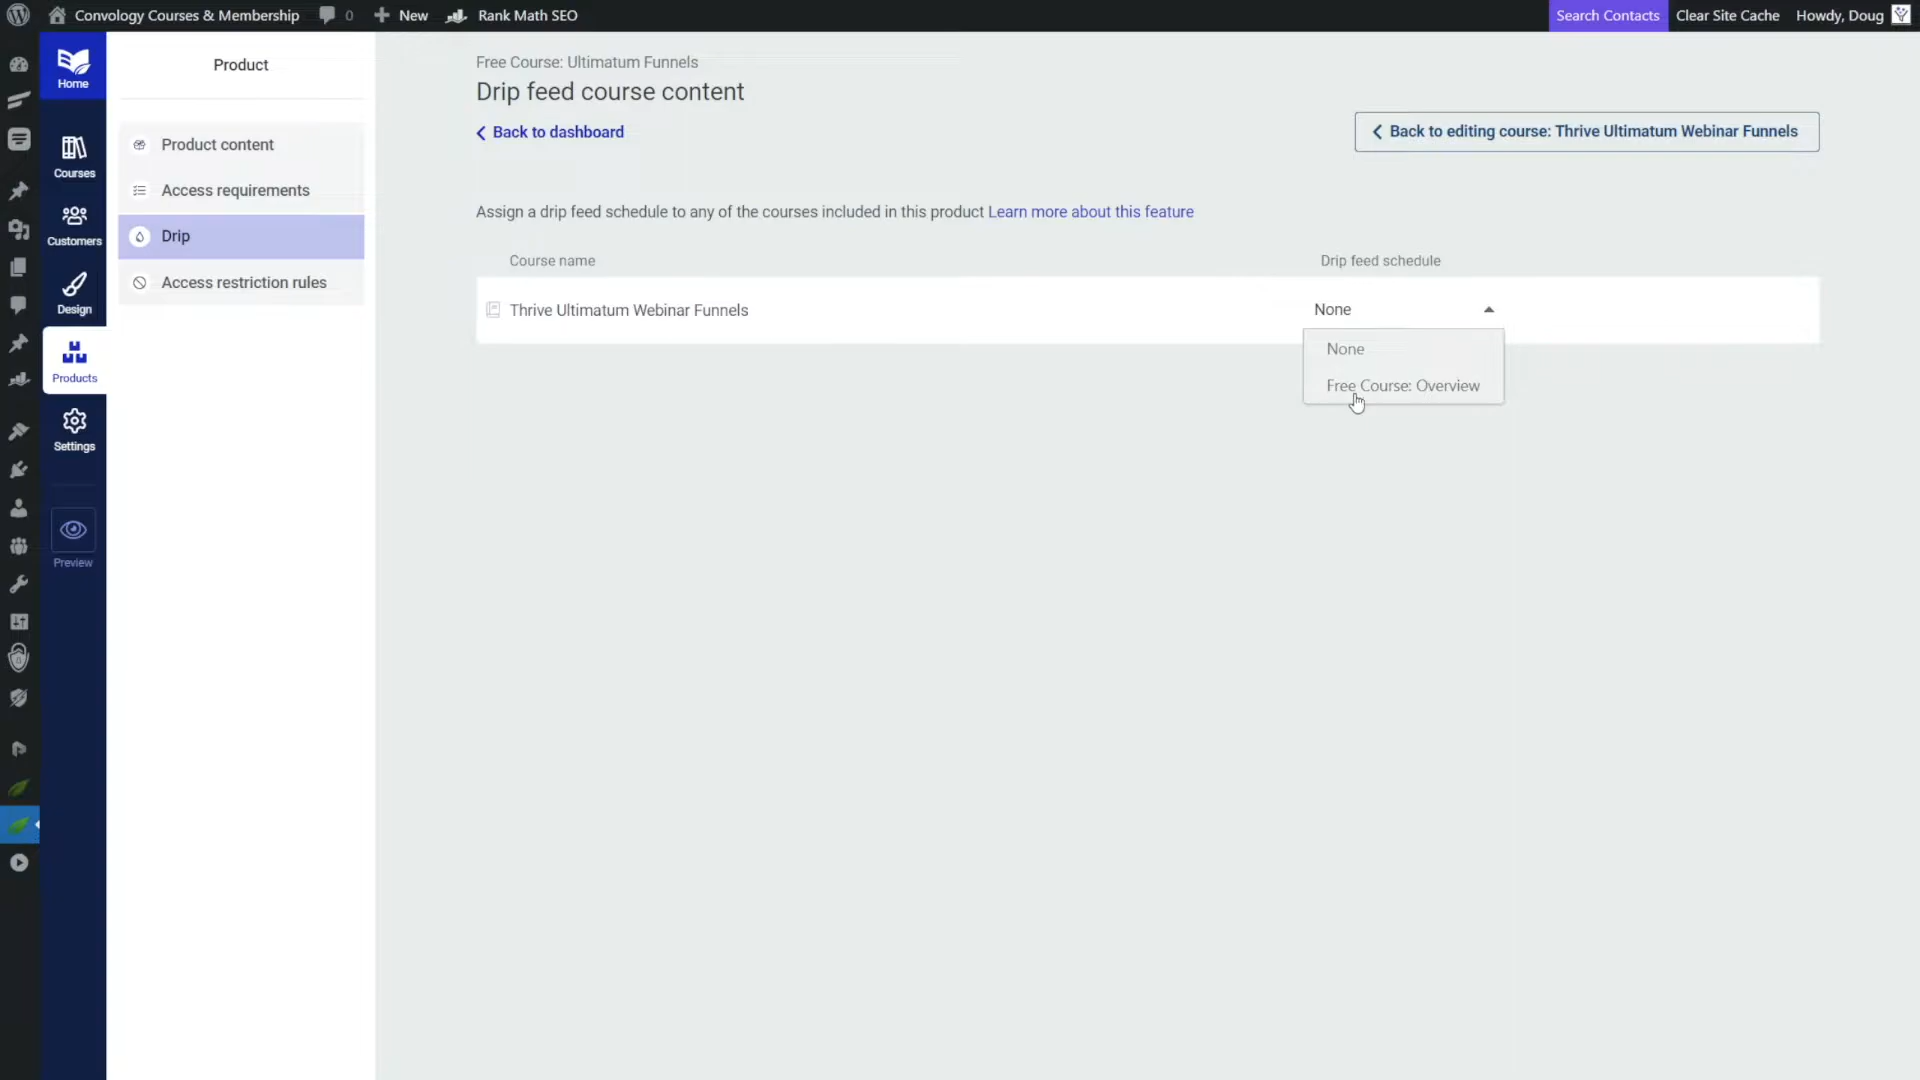 Convology Courses & Membership
0
New
Rank Math SEO
Search Contacts
Clear Site Cache
Howdy, Doug
Home
Courses
Customers
Design
Products
Settings
Preview
Product
Product content
Access requirements
Drip
Access restriction rules
Free Course: Ultimatum Funnels
Drip feed course content
Back to dashboard
Back to editing course: Thrive Ultimatum Webinar Funnels
Assign a drip feed schedule to any of the courses included in this product Learn more about this feature
Course name
Drip feed schedule
Thrive Ultimatum Webinar Funnels
None
None
Free Course: Overview